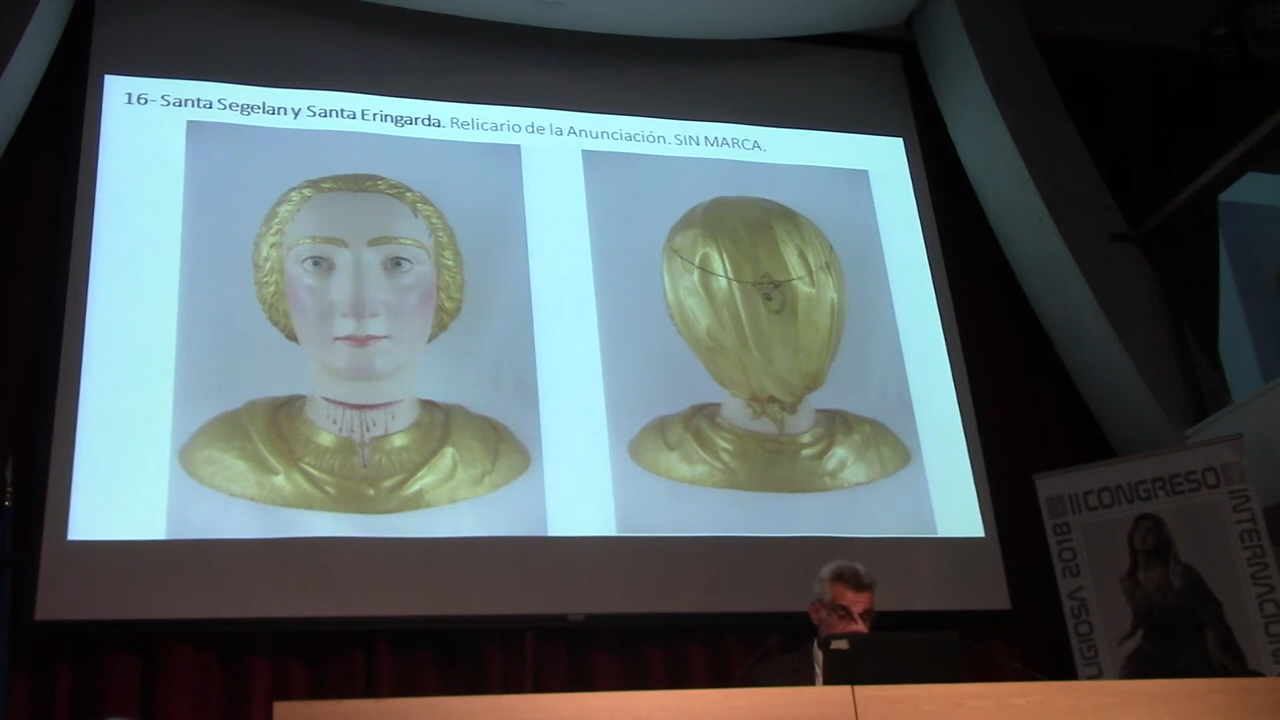 16- Santa Segelan y Santa Eringarda. Relicario de la Anunciación. SIN MARCA.
II CONGRESO
INTERNACIO
UGIOSA 2018